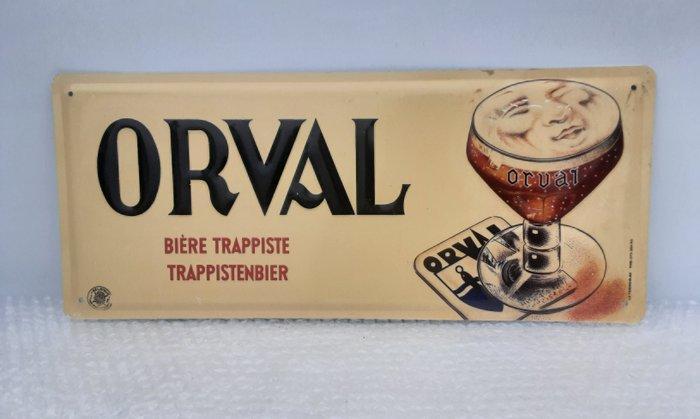 ORVAL
BIÈRE TRAPPISTE
TRAPPISTENBIER
orval
ORVAL